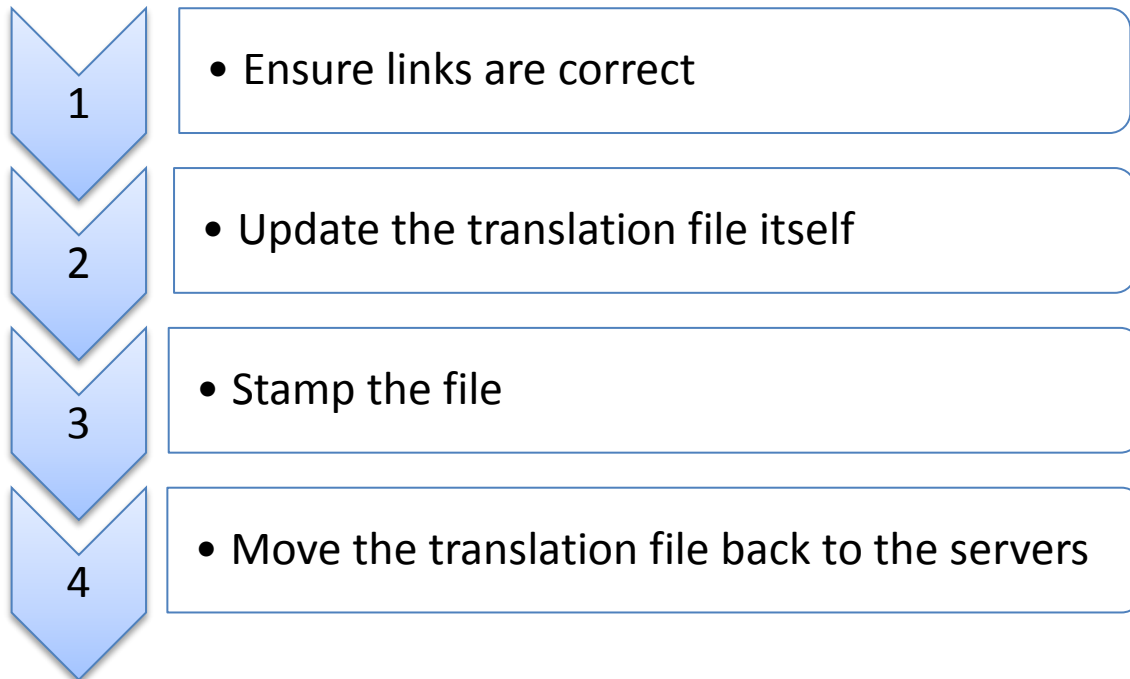 1
• Ensure links are correct
2
• Update the translation file itself
3
• Stamp the file
4
• Move the translation file back to the servers